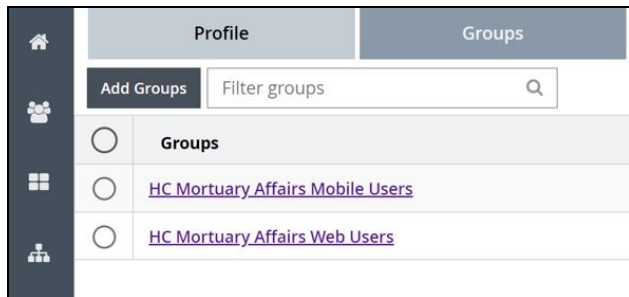 Profile
Groups
Add Groups
Filter groups
Groups
HC Mortuary Affairs Mobile Users
HC Mortuary Affairs Web Users